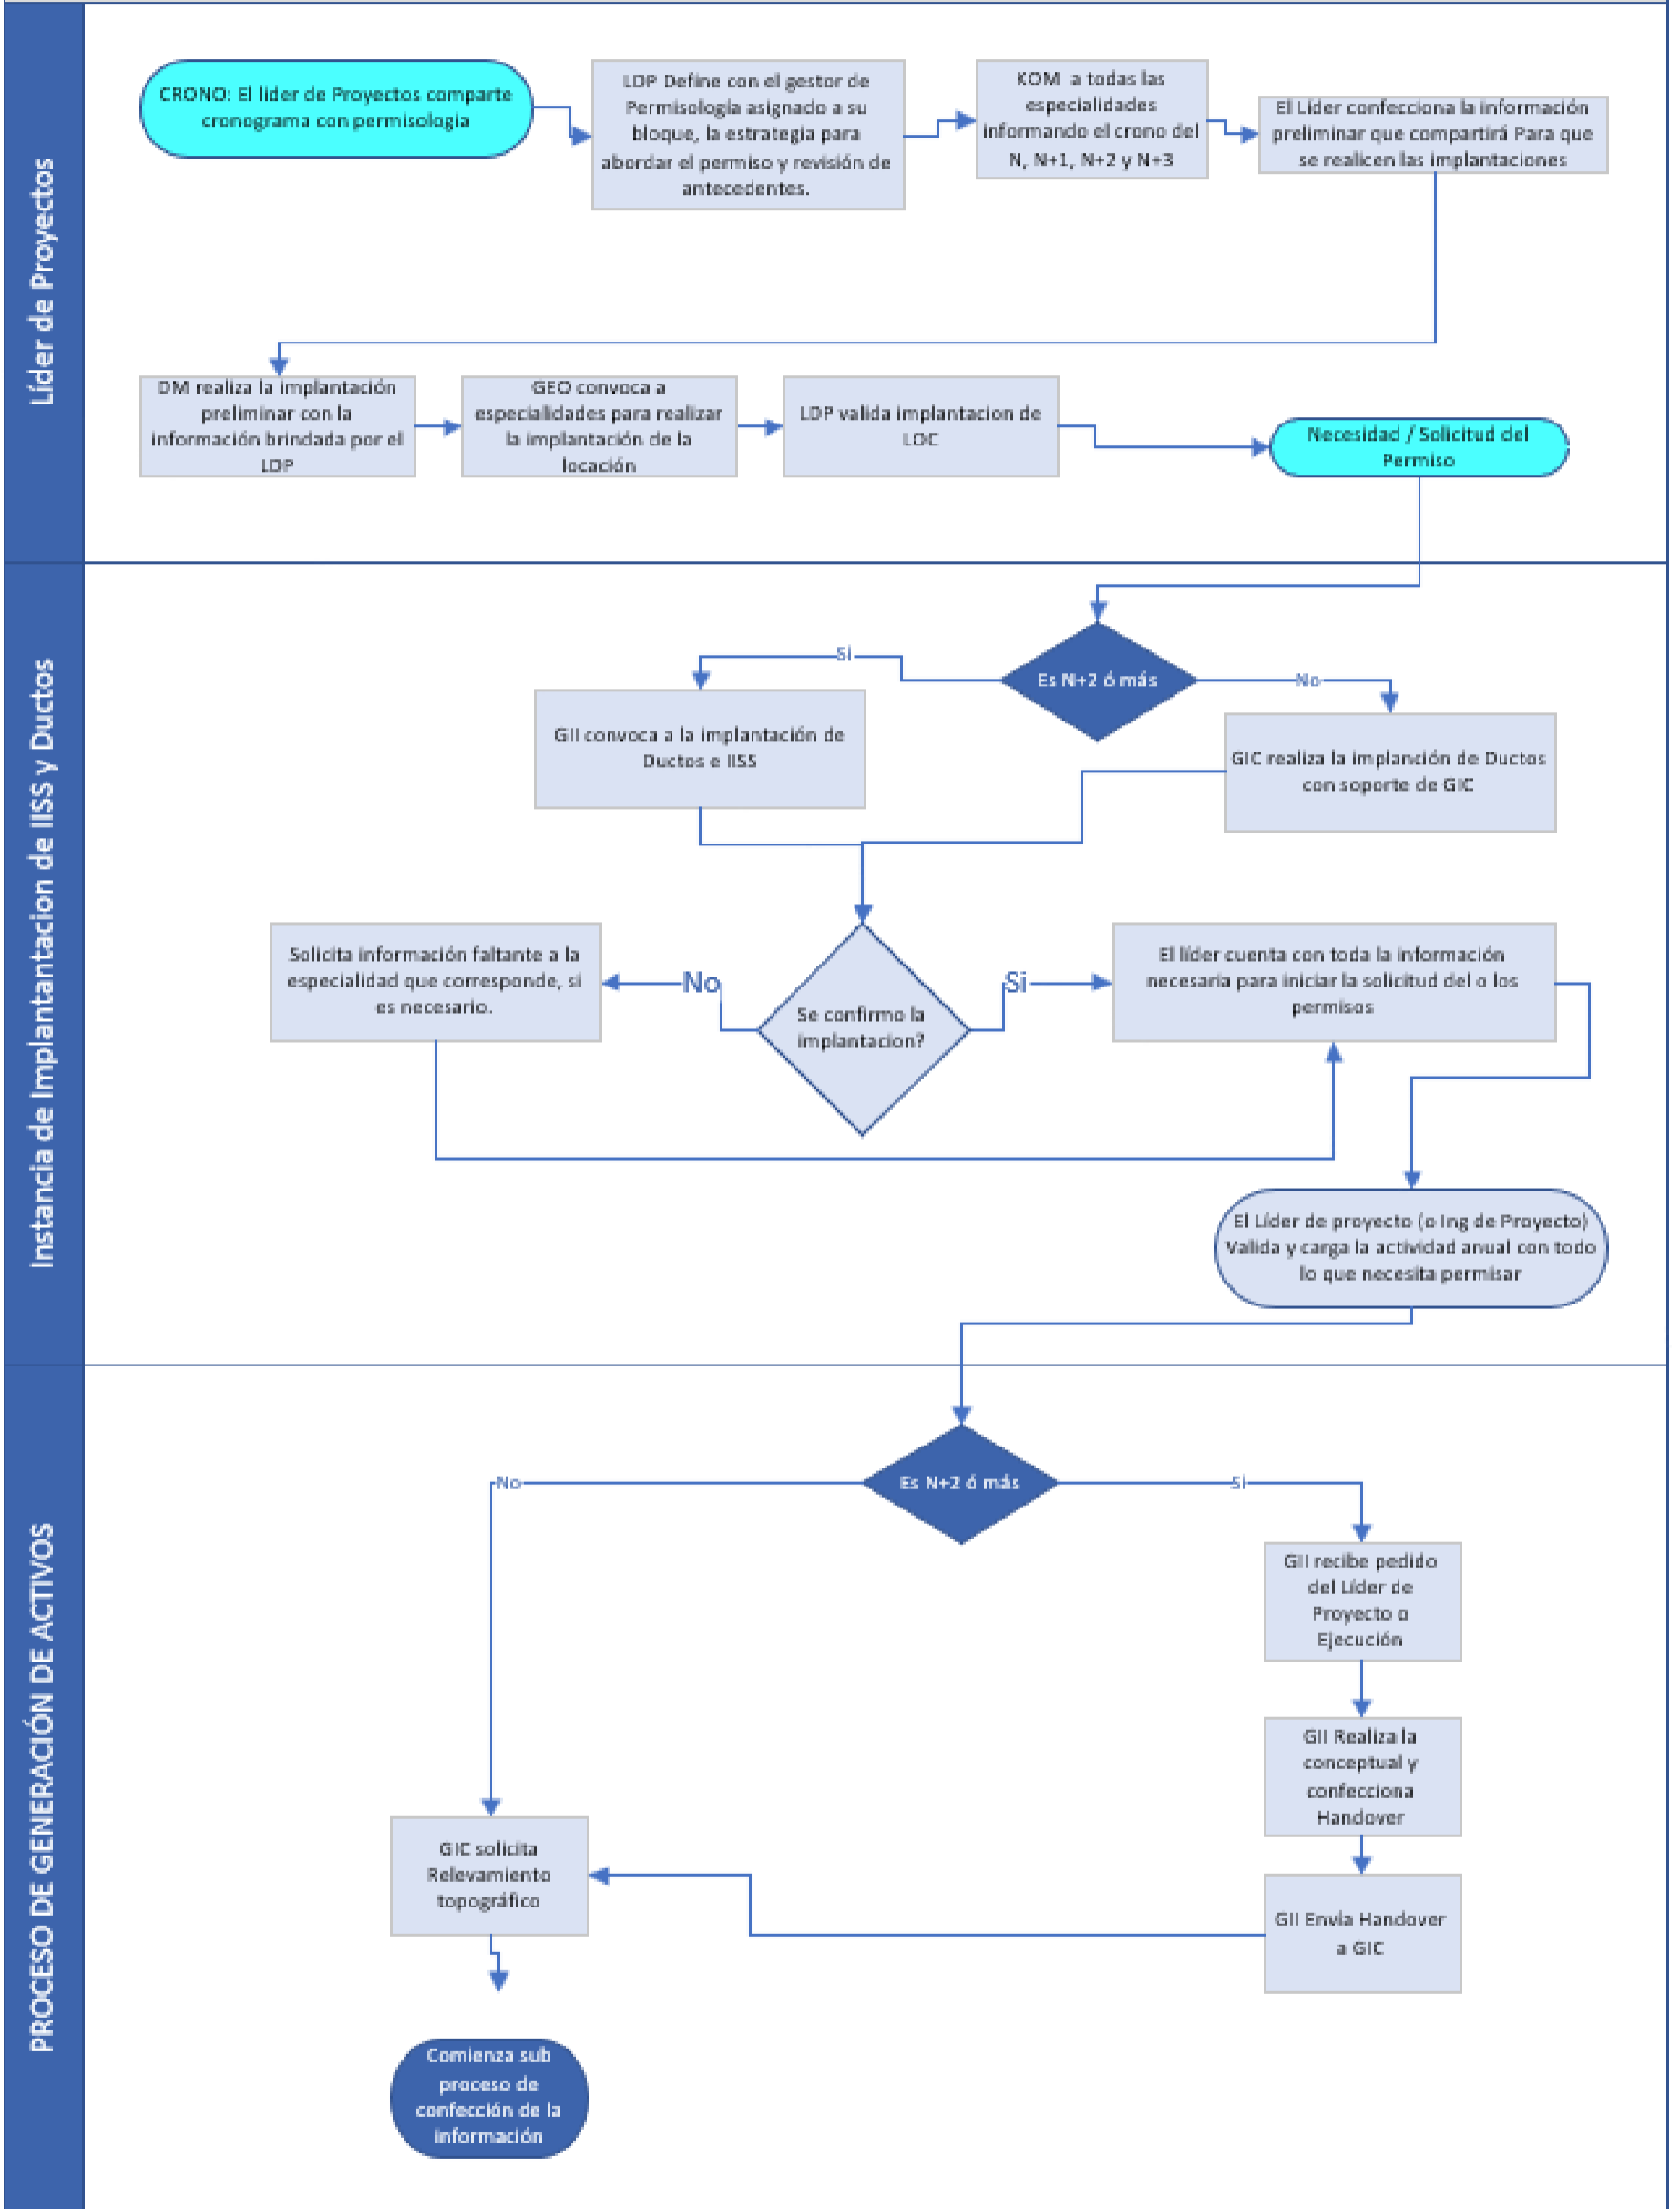 Líder de Proyectos
CRONO: El lider de Proyectos comparte
cronograma con permisologia
LDP Define con el gestor de
Permisología asignado a su
bloque, la estrategia para
abordar el permiso y revisión de
antecedentes.
KOM a todas las
especialidades
informando el crono del
N, N+1, N+2 y N+3
El Líder confecciona la información
preliminar que compartirá Para que
se realicen las implantaciones
DM realiza la implantación
preliminar con la
información brindada por el
LDP
GEO convoca a
especialidades para realizar
la implantación de la
locación
LDP valida implantacion de
LOC
Necesidad / Solicitud del
Permiso
Instancia de Implantantacion de IISS y Ductos
Es N+2 ó más
Si
No
GII convoca a la implantación de
Ductos e IISS
GIC realiza la implanción de Ductos
con soporte de GIC
Se confirmo la
implantacion?
No
Si
Solicita información faltante a la
especialidad que corresponde, si
es necesario.
El líder cuenta con toda la información
necesaria para iniciar la solicitud del o los
permisos
El Líder de proyecto (o Ing de Proyecto)
Valida y carga la actividad anual con todo
lo que necesita permisar
PROCESO DE GENERACIÓN DE ACTIVOS
Es N+2 ó más
No
Si
GII recibe pedido
del Líder de
Proyecto o
Ejecución
GII Realiza la
conceptual y
confecciona
Handover
GII Envía Handover
a GIC
GIC solicita
Relevamiento
topográfico
Comienza sub
proceso de
confección de la
información